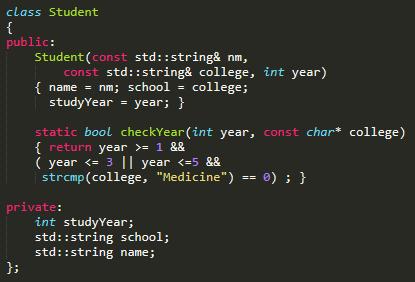 class Student
{
public:
    Student(const std::string& nm,
        const std::string& college, int year)
    { name = nm; school = college;
      studyYear = year; }

    static bool checkYear(int year, const char* college)
    { return year >= 1 &&
    ( year <= 3 || year <=5 &&
     strcmp(college, "Medicine") == 0) ; }

private:
    int studyYear;
    std::string school;
    std::string name;
};